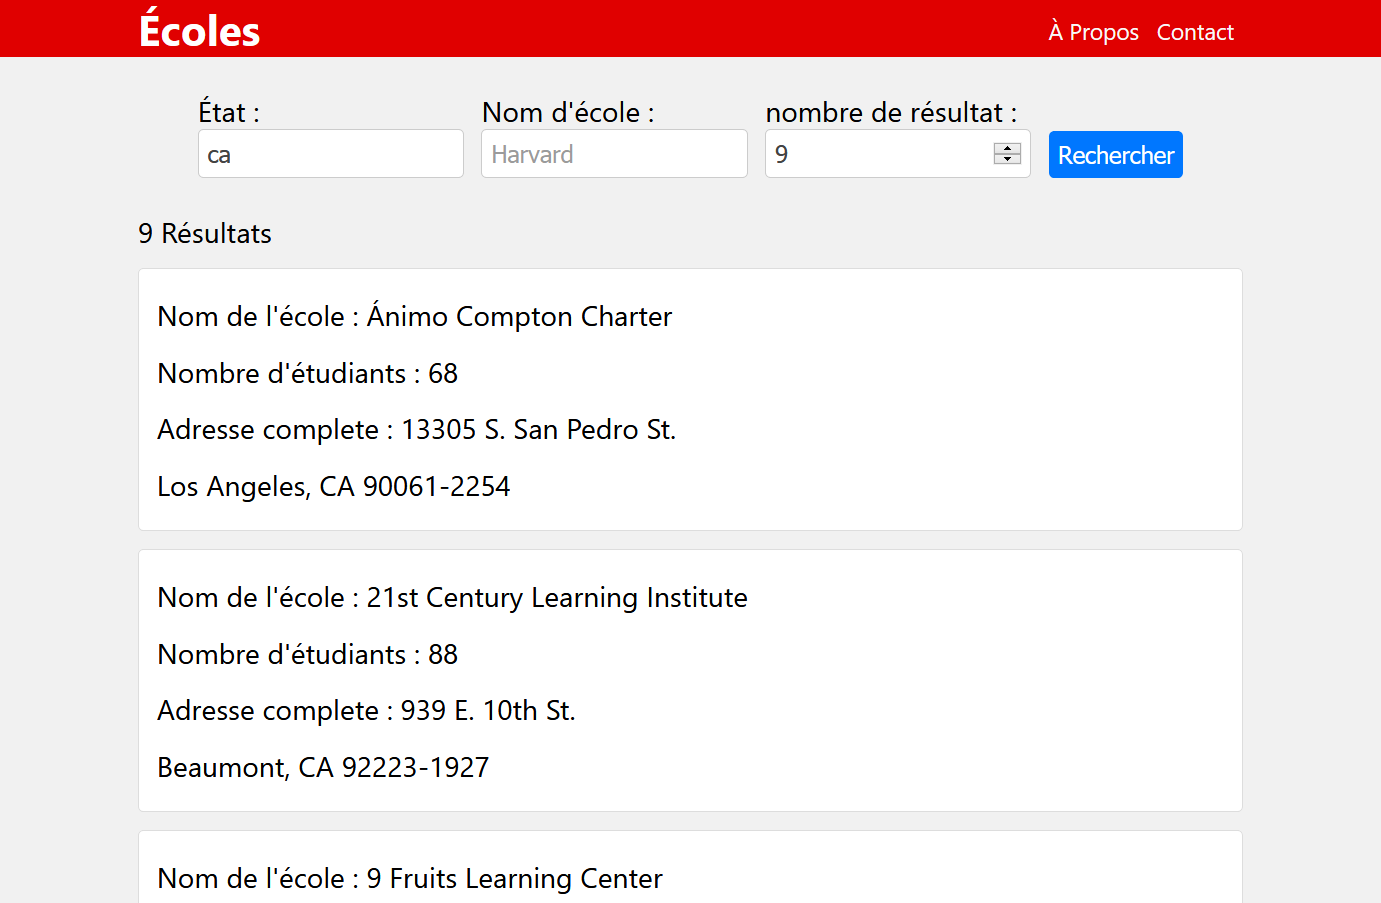 Écoles
À Propos Contact
État :
Nom d'école :
nombre de résultat :
ca
Harvard
9
Rechercher
9 Résultats
Nom de l'école : Ánimo Compton Charter
Nombre d'étudiants : 68
Adresse complete : 13305 S. San Pedro St.
Los Angeles, CA 90061-2254
Nom de l'école : 21st Century Learning Institute
Nombre d'étudiants : 88
Adresse complete : 939 E. 10th St.
Beaumont, CA 92223-1927
Nom de l'école : 9 Fruits Learning Center